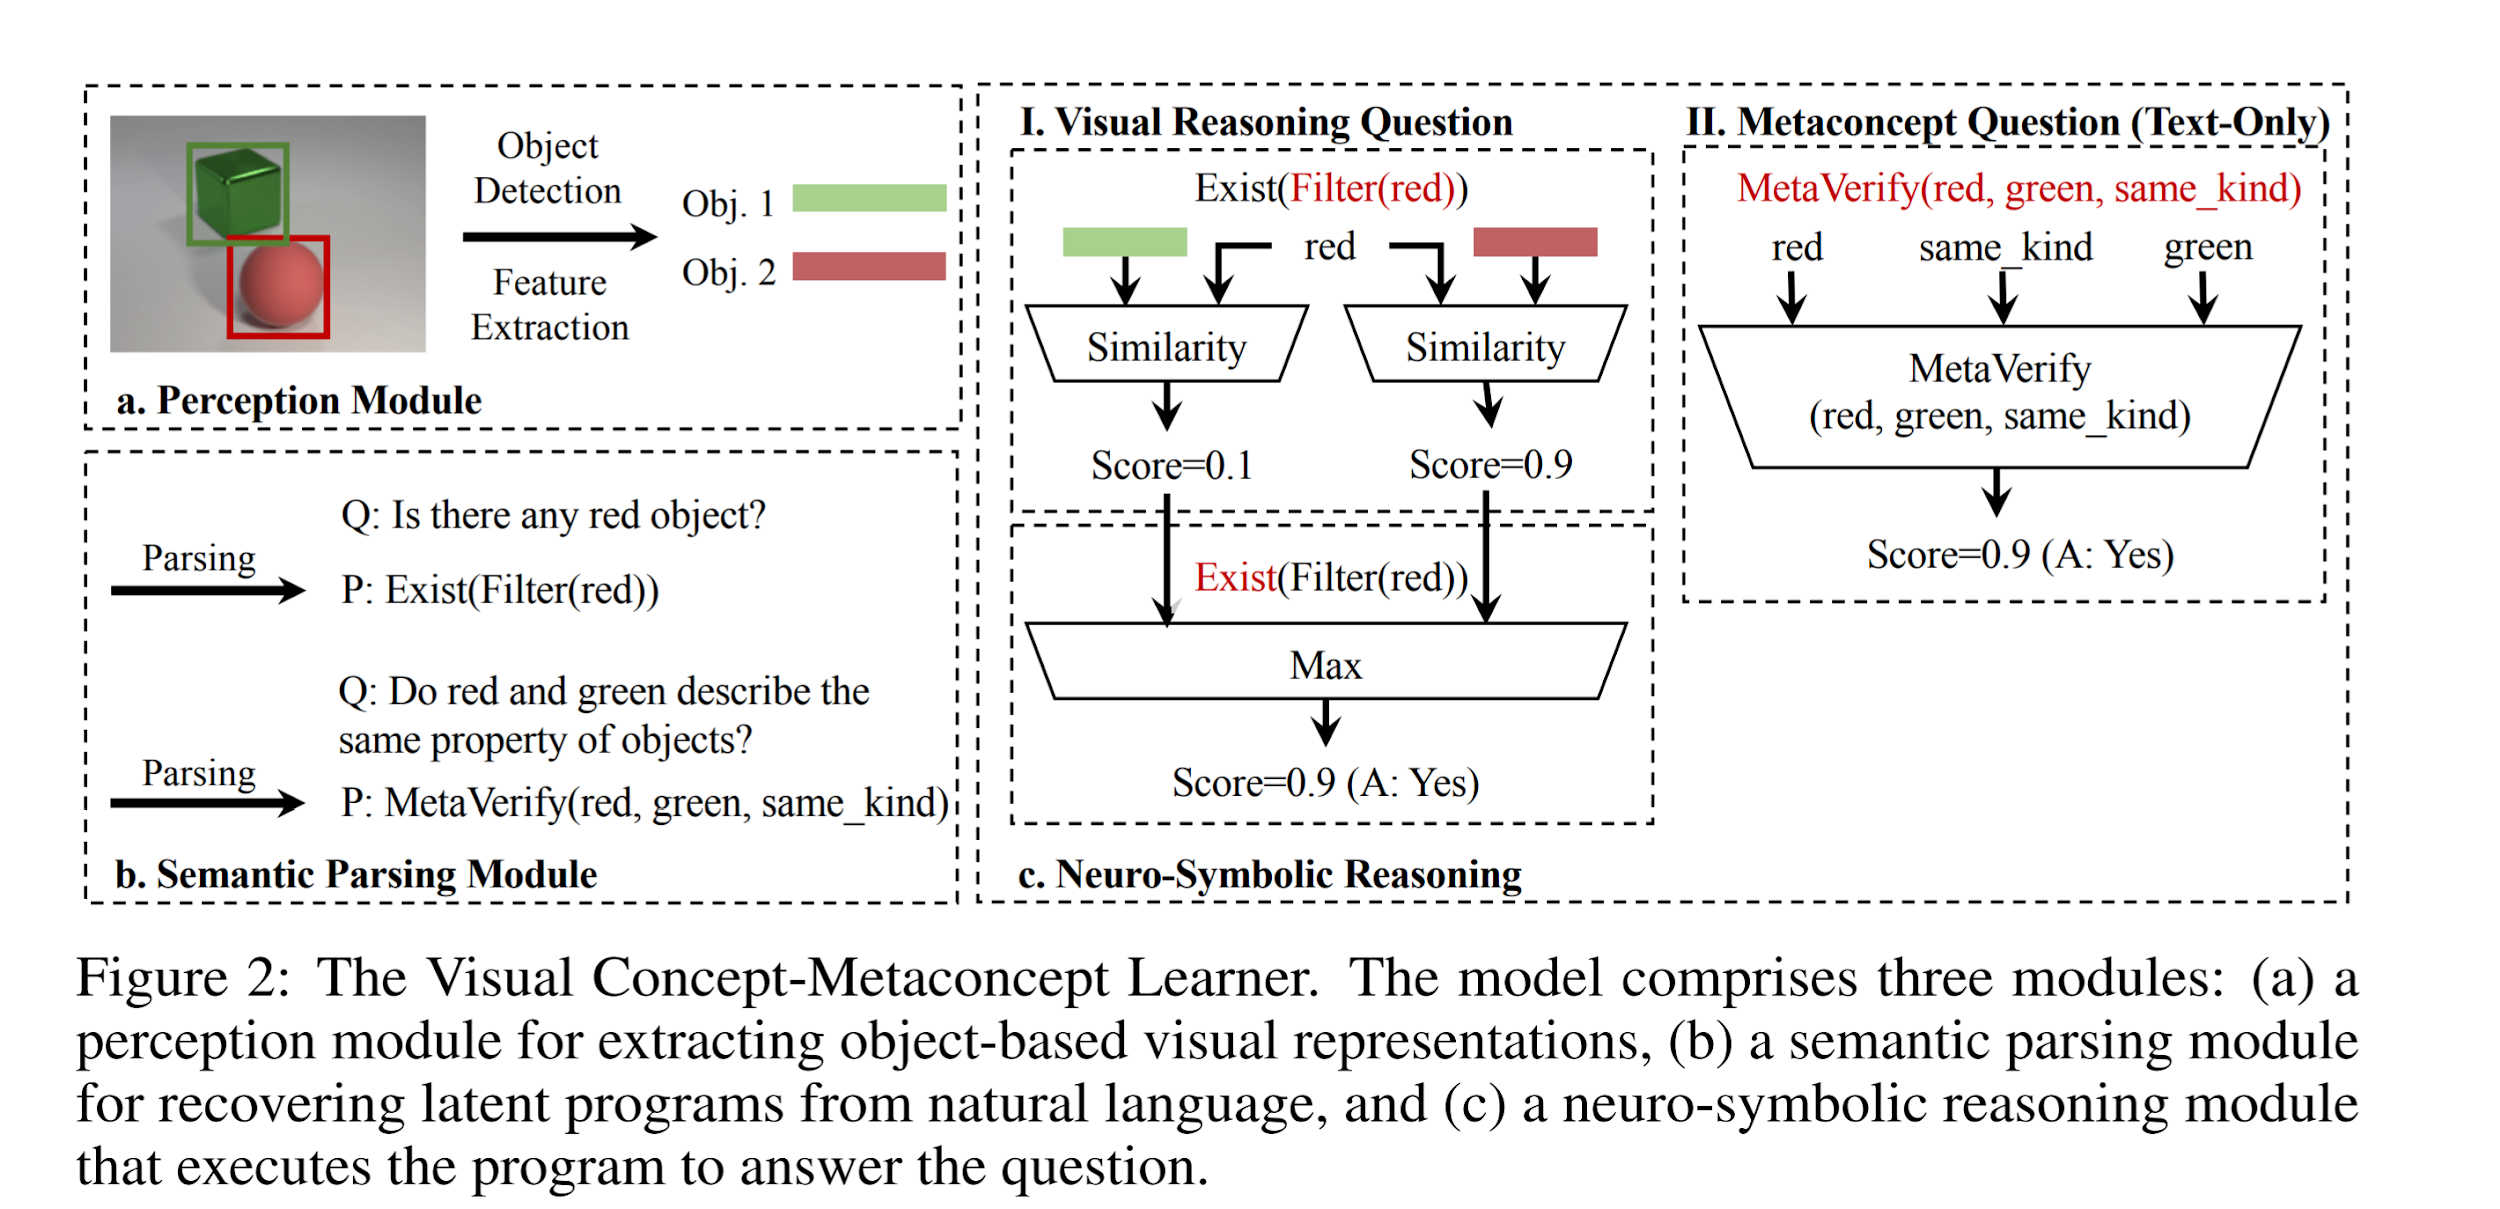 Object
Detection
Feature
Extraction
Obj. 1
Obj. 2
a. Perception Module
Parsing
Q: Is there any red object?
P: Exist(Filter(red))
Parsing
Q: Do red and green describe the
same property of objects?
P: MetaVerify(red, green, same_kind)
b. Semantic Parsing Module
I. Visual Reasoning Question
Exist(Filter(red))
red
Similarity
Similarity
Score=0.1
Score=0.9
Exist(Filter(red))
Max
Score=0.9 (A: Yes)
II. Metaconcept Question (Text-Only)
MetaVerify(red, green, same_kind)
red
same_kind
green
MetaVerify
(red, green, same_kind)
Score=0.9 (A: Yes)
c. Neuro-Symbolic Reasoning
Figure 2: The Visual Concept-Metaconcept Learner. The model comprises three modules: (a) a
perception module for extracting object-based visual representations, (b) a semantic parsing module
for recovering latent programs from natural language, and (c) a neuro-symbolic reasoning module
that executes the program to answer the question.